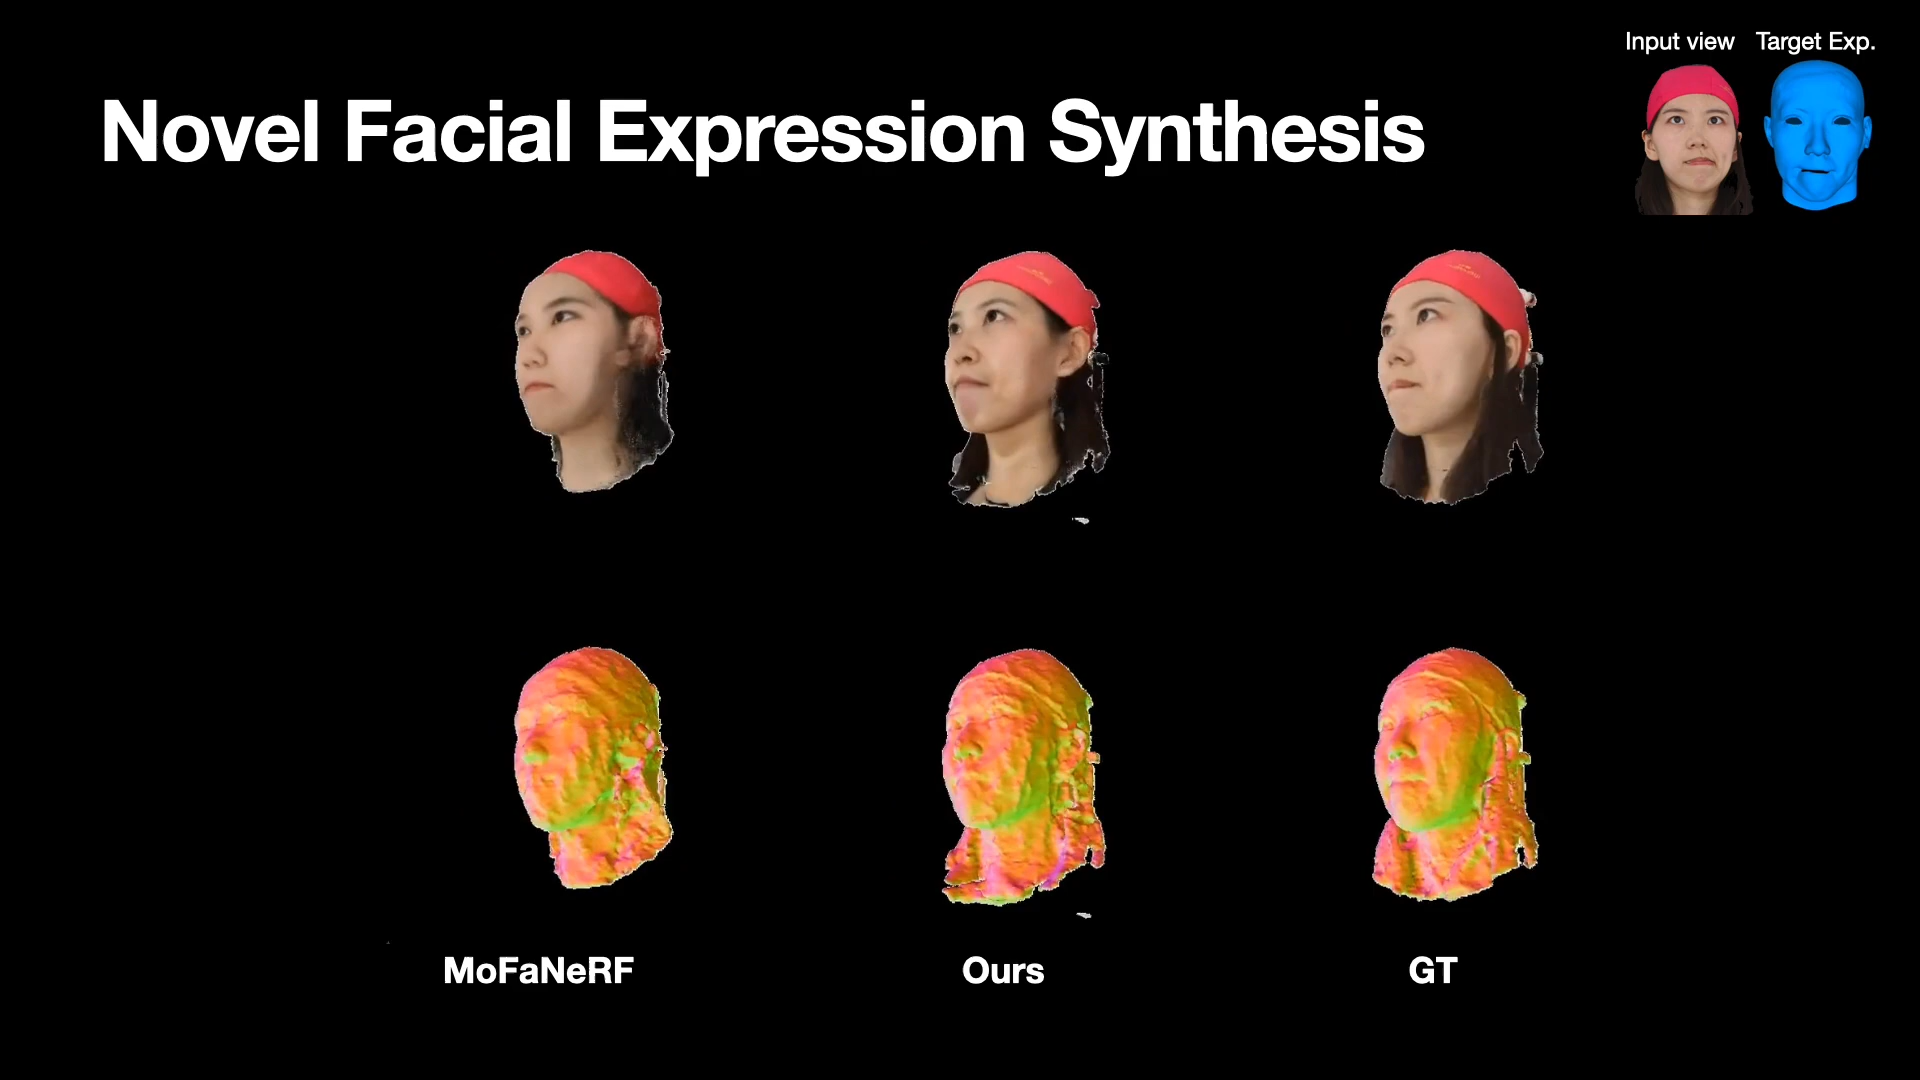 Input view Target Exp.
Novel Facial Expression Synthesis
MoFaNeRF Ours GT